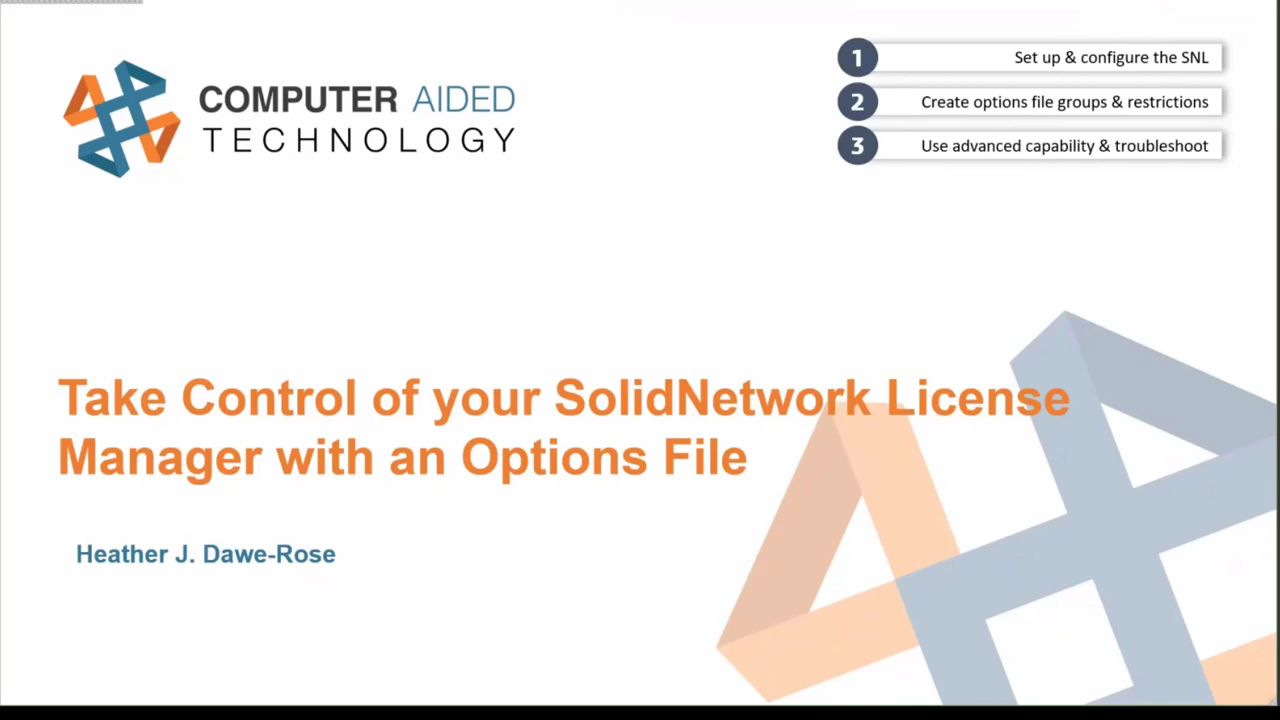 COMPUTER AIDED
TECHNOLOGY
1 Set up & configure the SNL
2 Create options file groups & restrictions
3 Use advanced capability & troubleshoot
Take Control of your SolidNetwork License
Manager with an Options File
Heather J. Dawe-Rose